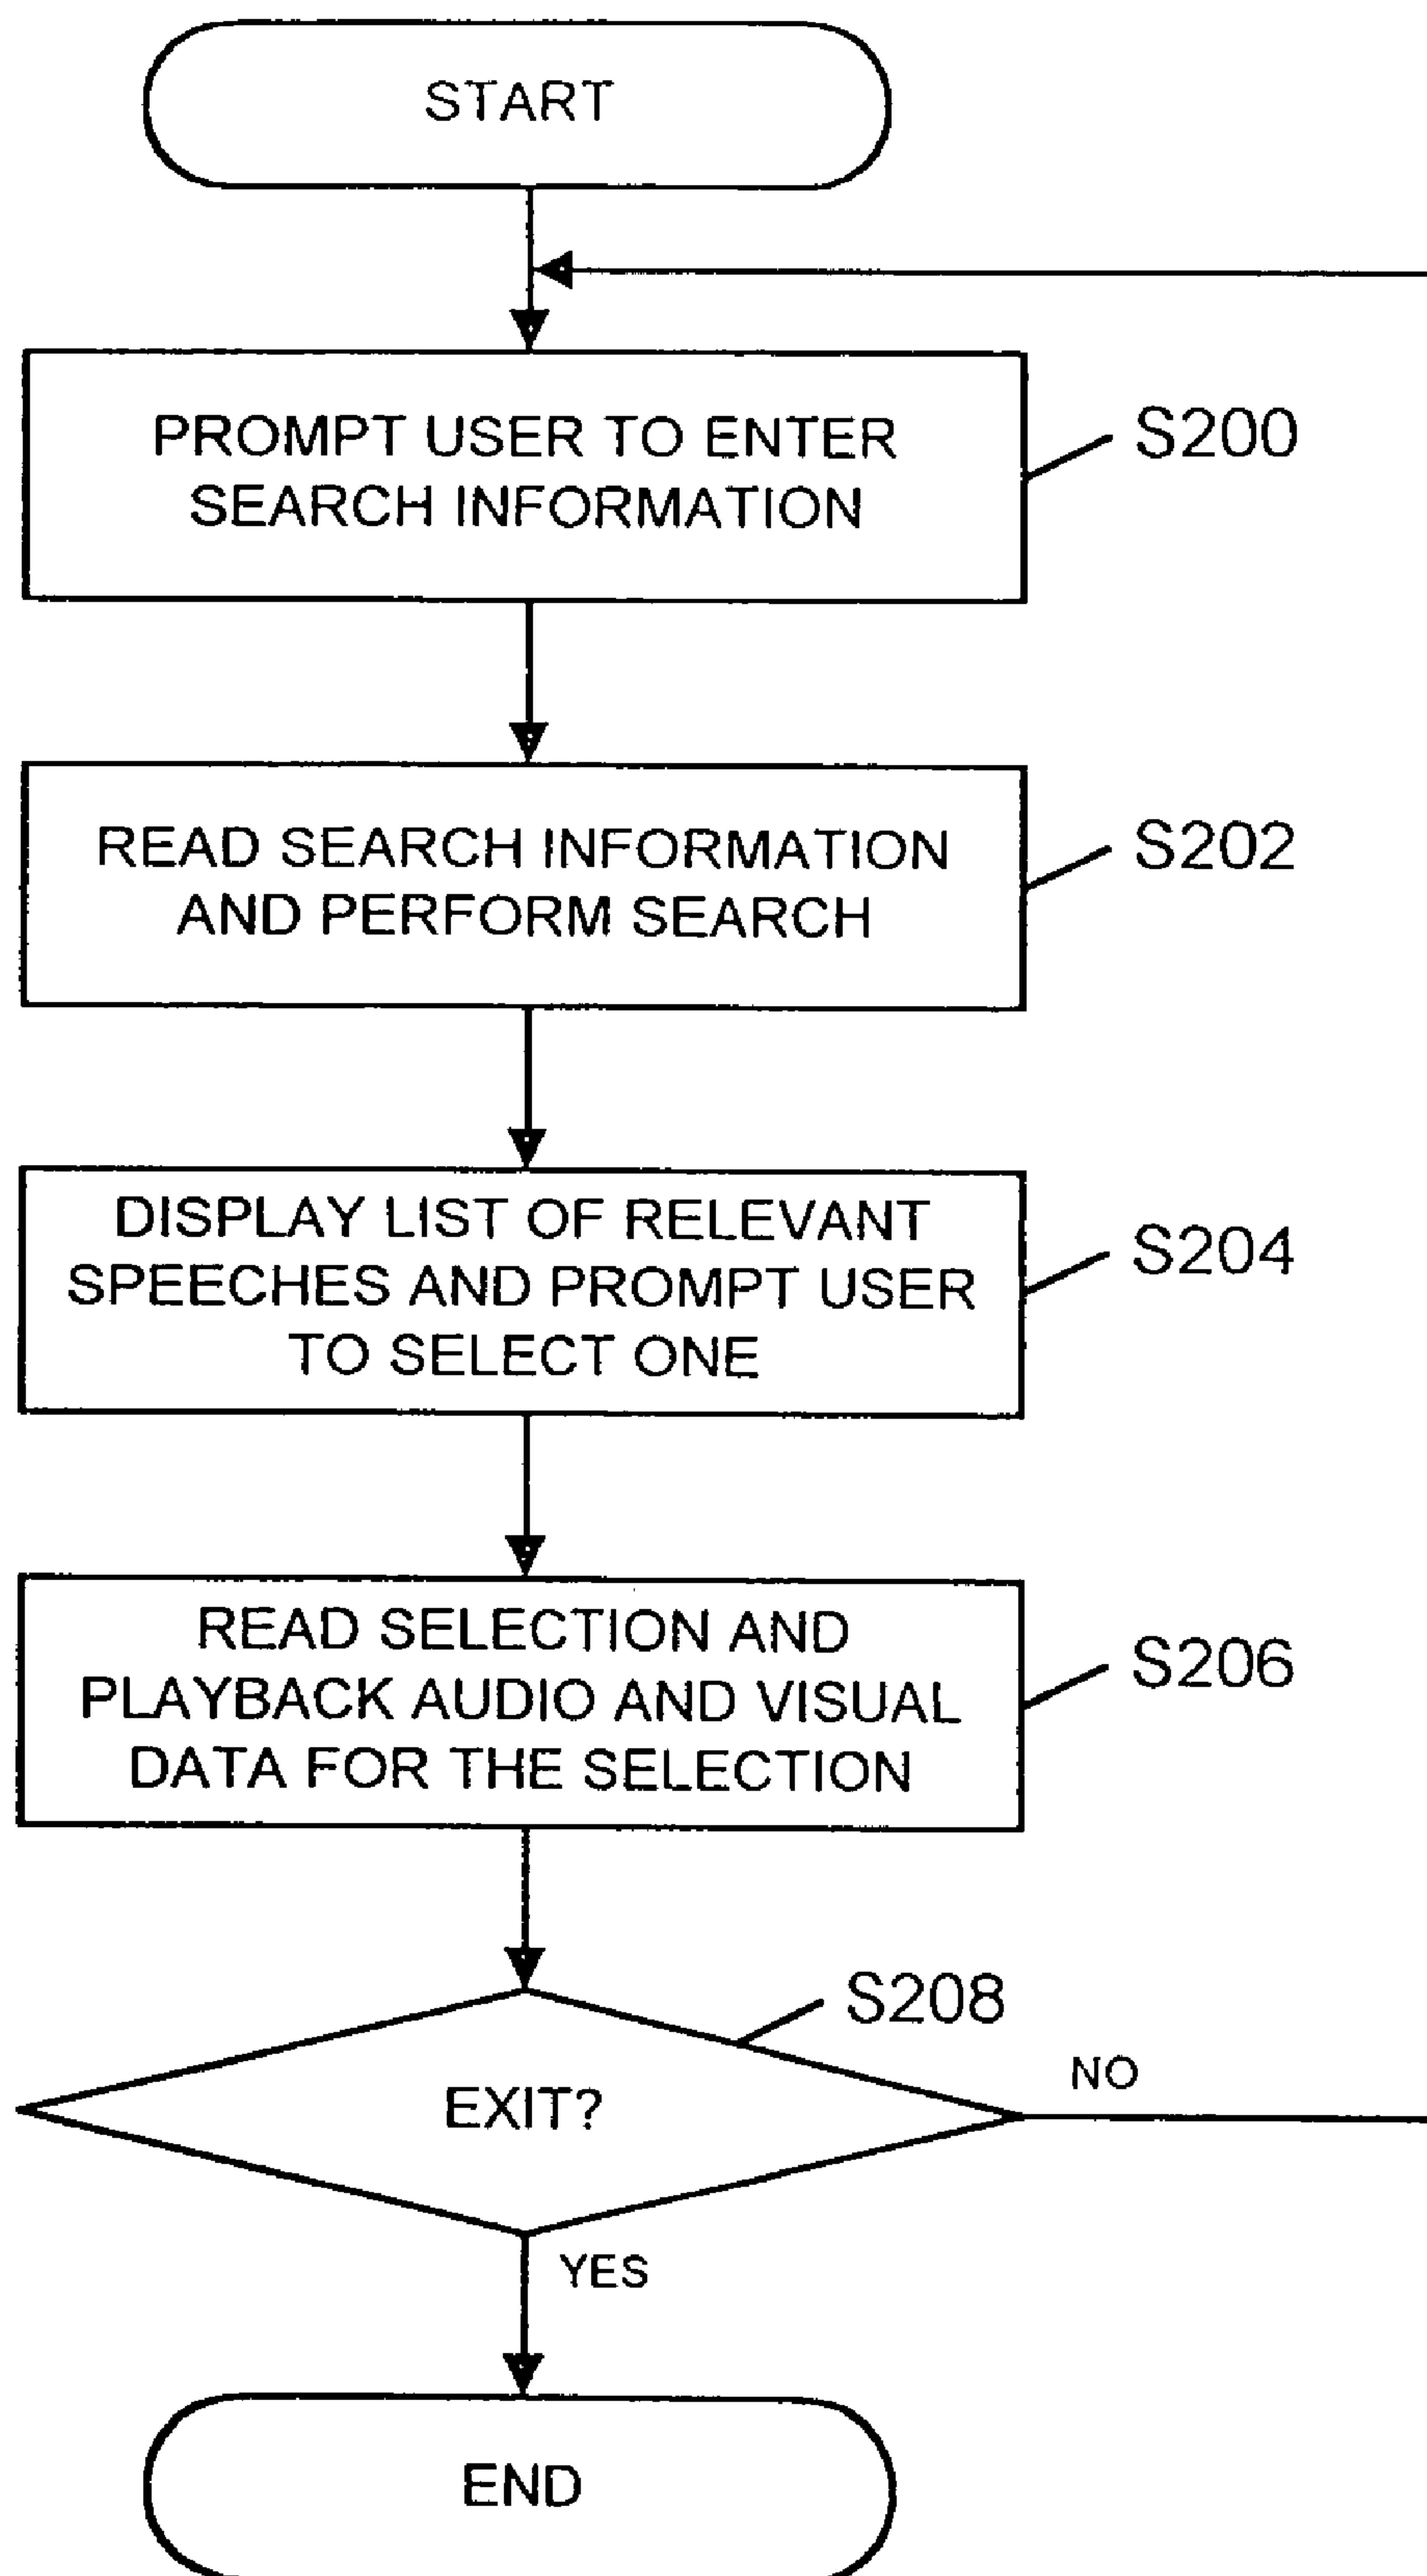 START
PROMPT USER TO ENTER
SEARCH INFORMATION
S200
READ SEARCH INFORMATION
AND PERFORM SEARCH
S202
DISPLAY LIST OF RELEVANT
SPEECHES AND PROMPT USER
TO SELECT ONE
S204
READ SELECTION AND
PLAYBACK AUDIO AND VISUAL
DATA FOR THE SELECTION
S206
S208
EXIT?
NO
YES
END